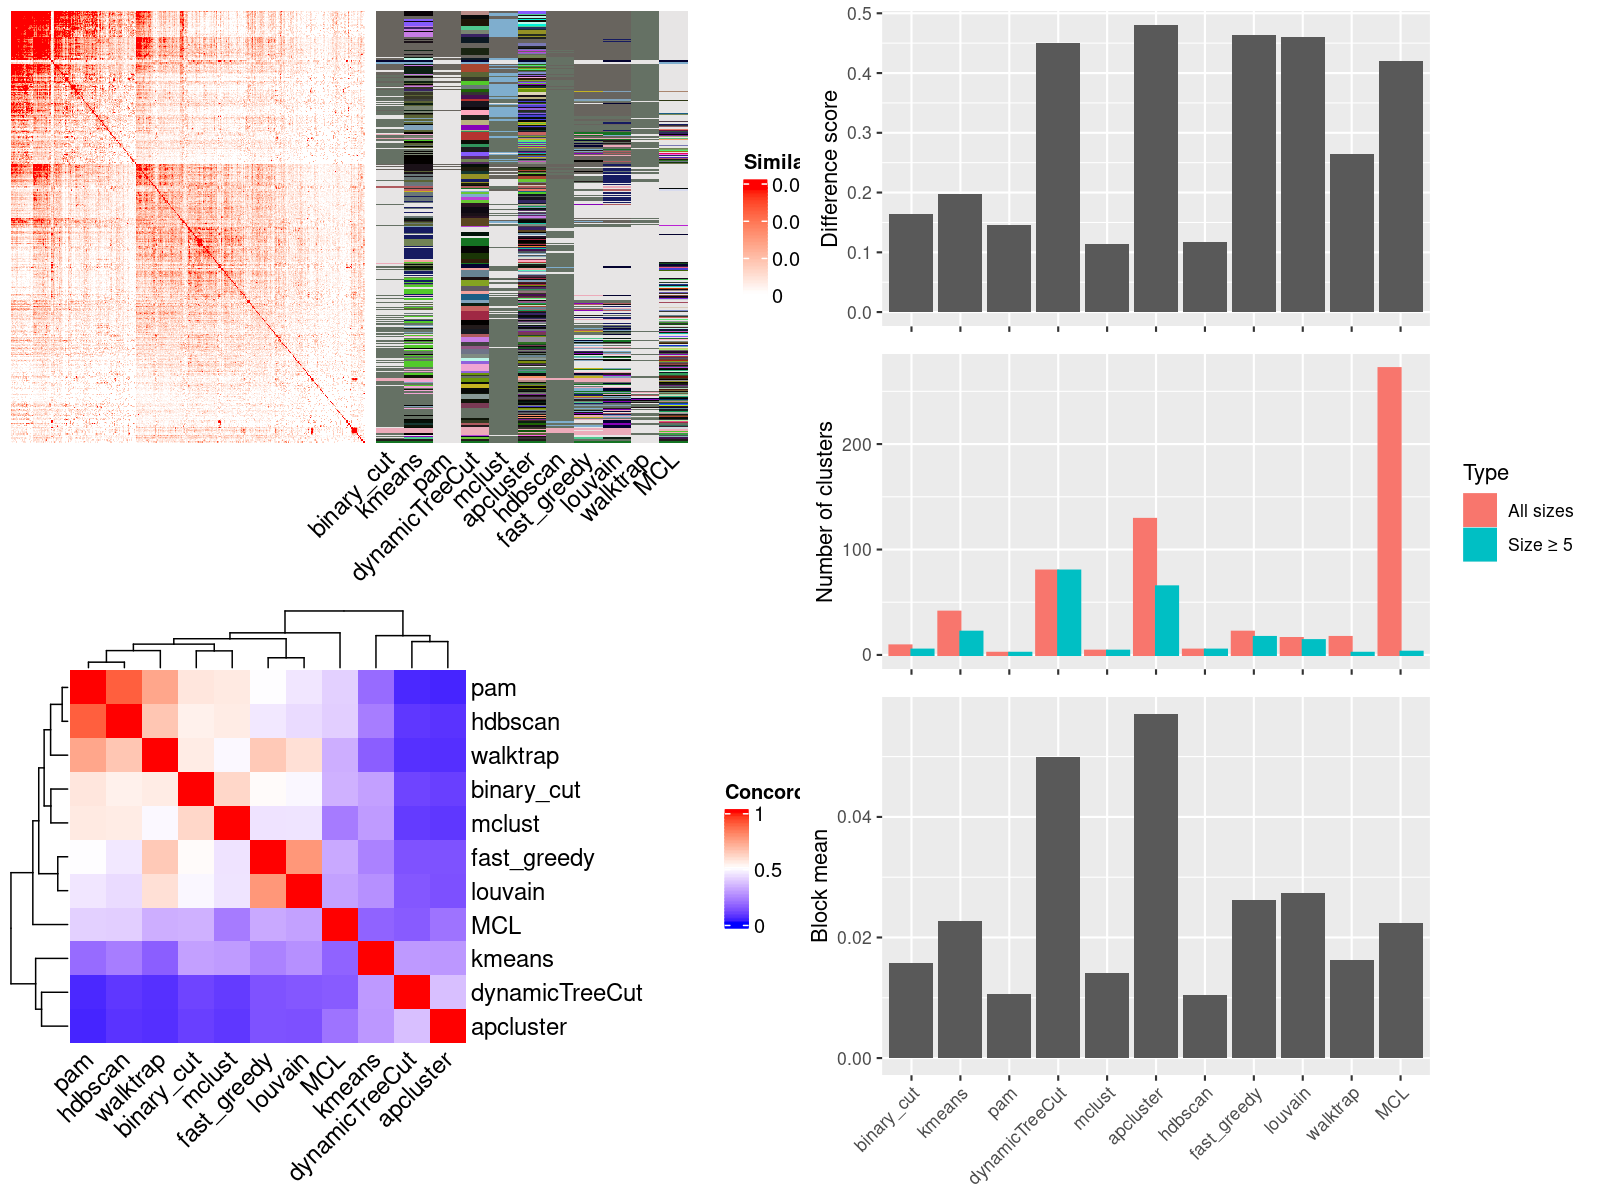 Simila
0.0
0.0
0.0
0
binary_cut
kmeans
pam
dynamicTreeCut
mclust
apcluster
hdbscan
fast_greedy
louvain
walktrap
MCL
pam
hdbscan
walktrap
binary_cut
mclust
fast_greedy
louvain
MCL
kmeans
dynamicTreeCut
apcluster
pam
hdbscan
walktrap
binary_cut
mclust
fast_greedy
louvain
MCL
kmeans
dynamicTreeCut
apcluster
Concord
1
0.5
0
Difference score
0.5
0.4
0.3
0.2
0.1
0.0
Number of clusters
200
100
0
Type
All sizes
Size ≥ 5
Block mean
0.04
0.02
0.00
binary_cut
kmeans
pam
dynamicTreeCut
mclust
apcluster
hdbscan
fast_greedy
louvain
walktrap
MCL